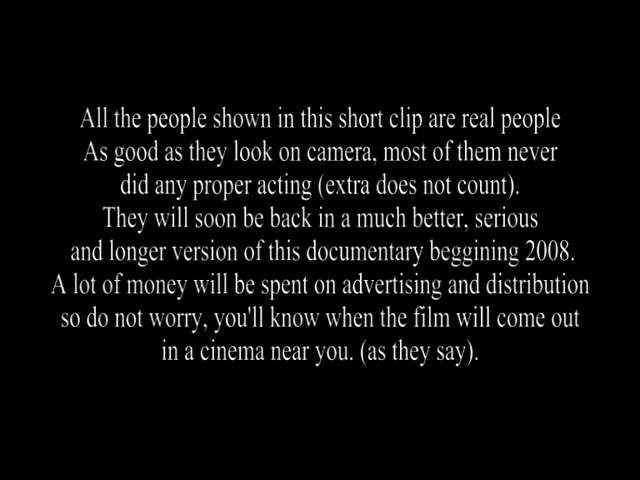 All the people shown in this short clip are real people
As good as they look on camera, most of them never
did any proper acting (extra does not count).
They will soon be back in a much better, serious
and longer version of this documentary beggining 2008.
A lot of money will be spent on advertising and distribution
so do not worry, you'll know when the film will come out
in a cinema near you. (as they say).